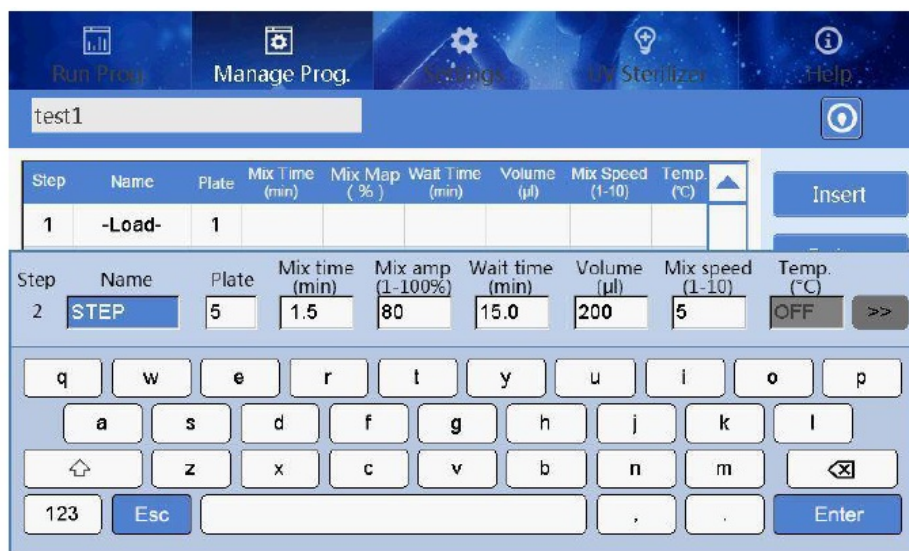 Run Prog.
Manage Prog.
Settings
UV Sterilizer
Help
test1
Step Name Plate Mix Time (min) Mix Map ( % ) Wait Time (min) Volume (µl) Mix Speed (1-10) Temp. (°C)
Insert
1 -Load- 1
Step Name Plate Mix time (min) Mix amp (1-100%) Wait time (min) Volume (µl) Mix speed (1-10) Temp. (°C)
2 STEP 5 1.5 80 15.0 200 5 OFF >>
q w e r t y u i o p
a s d f g h j k l
z x c v b n m
123 Esc , . Enter